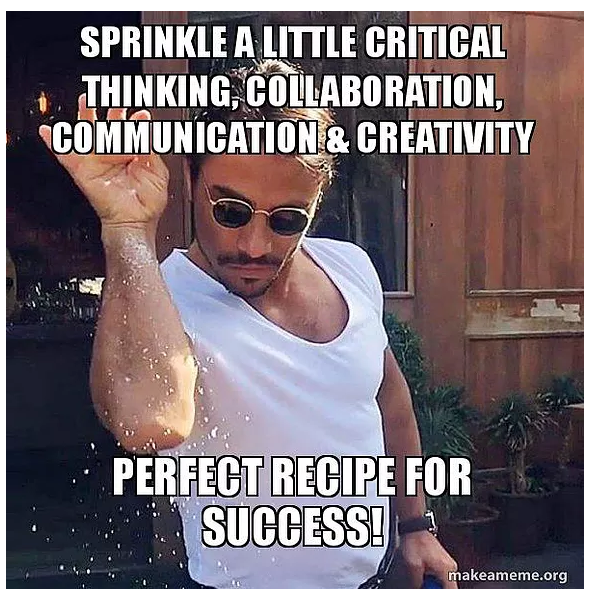 SPRINKLE A LITTLE CRITICAL
THINKING, COLLABORATION,
COMMUNICATION & CREATIVITY
PERFECT RECIPE FOR
SUCCESS!
makeameme.org